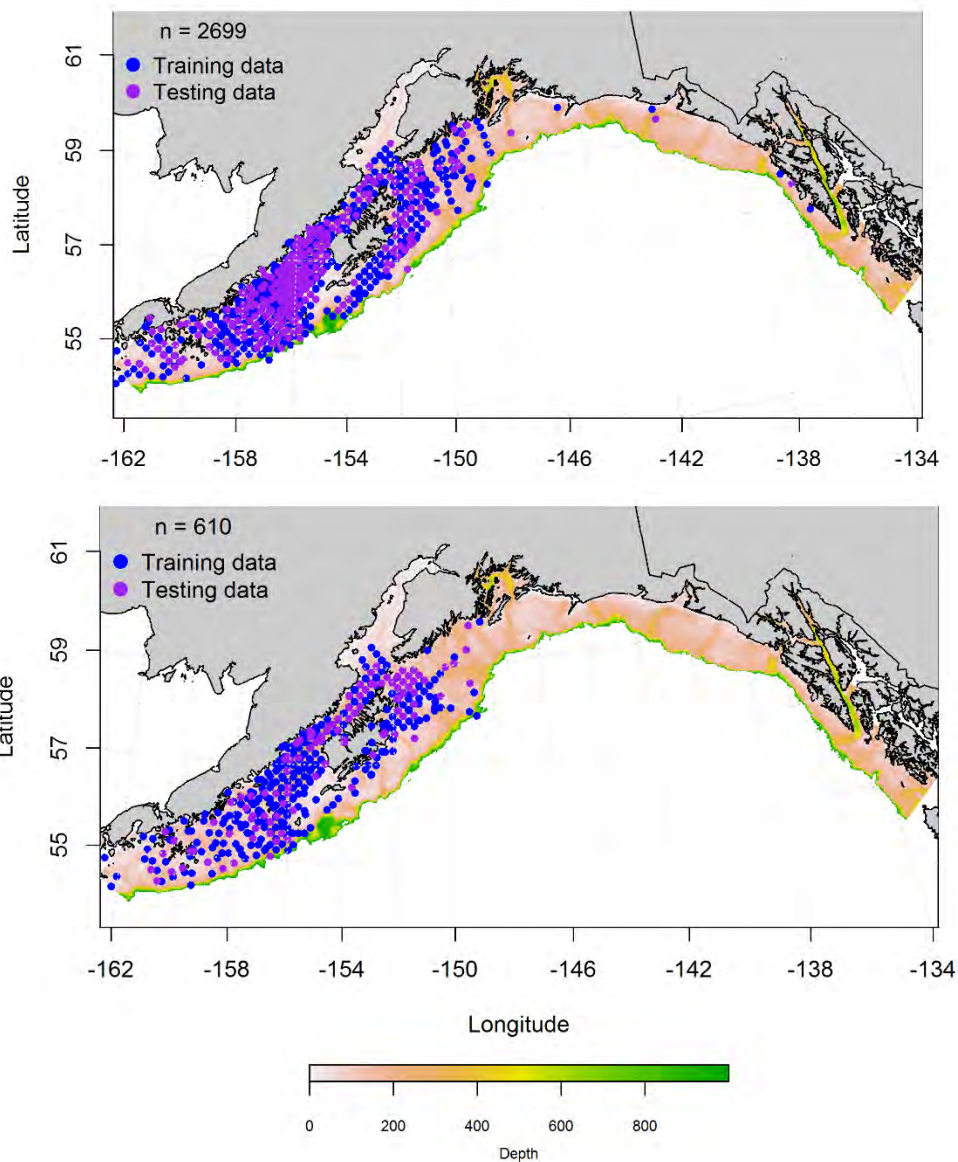 n = 2699
Training data
Testing data
61
59
57
55
Latitude
-162 -158 -154 -150 -146 -142 -138 -134
n = 610
Training data
Testing data
61
59
57
55
Latitude
-162 -158 -154 -150 -146 -142 -138 -134
Longitude
0 200 400 600 800
Depth